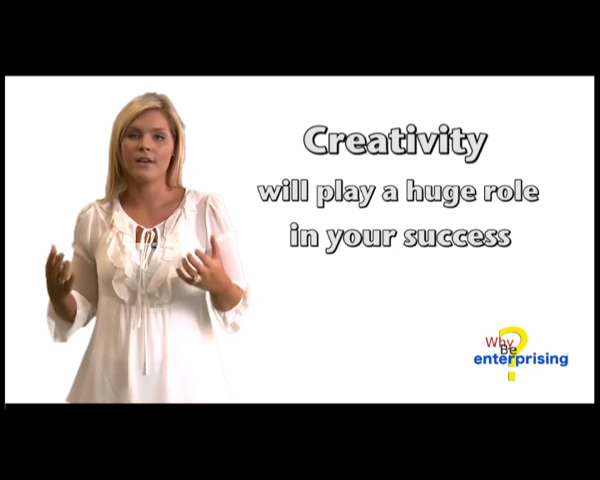 Creativity
will play a huge role
in your success
Why
Be
enterprising
?